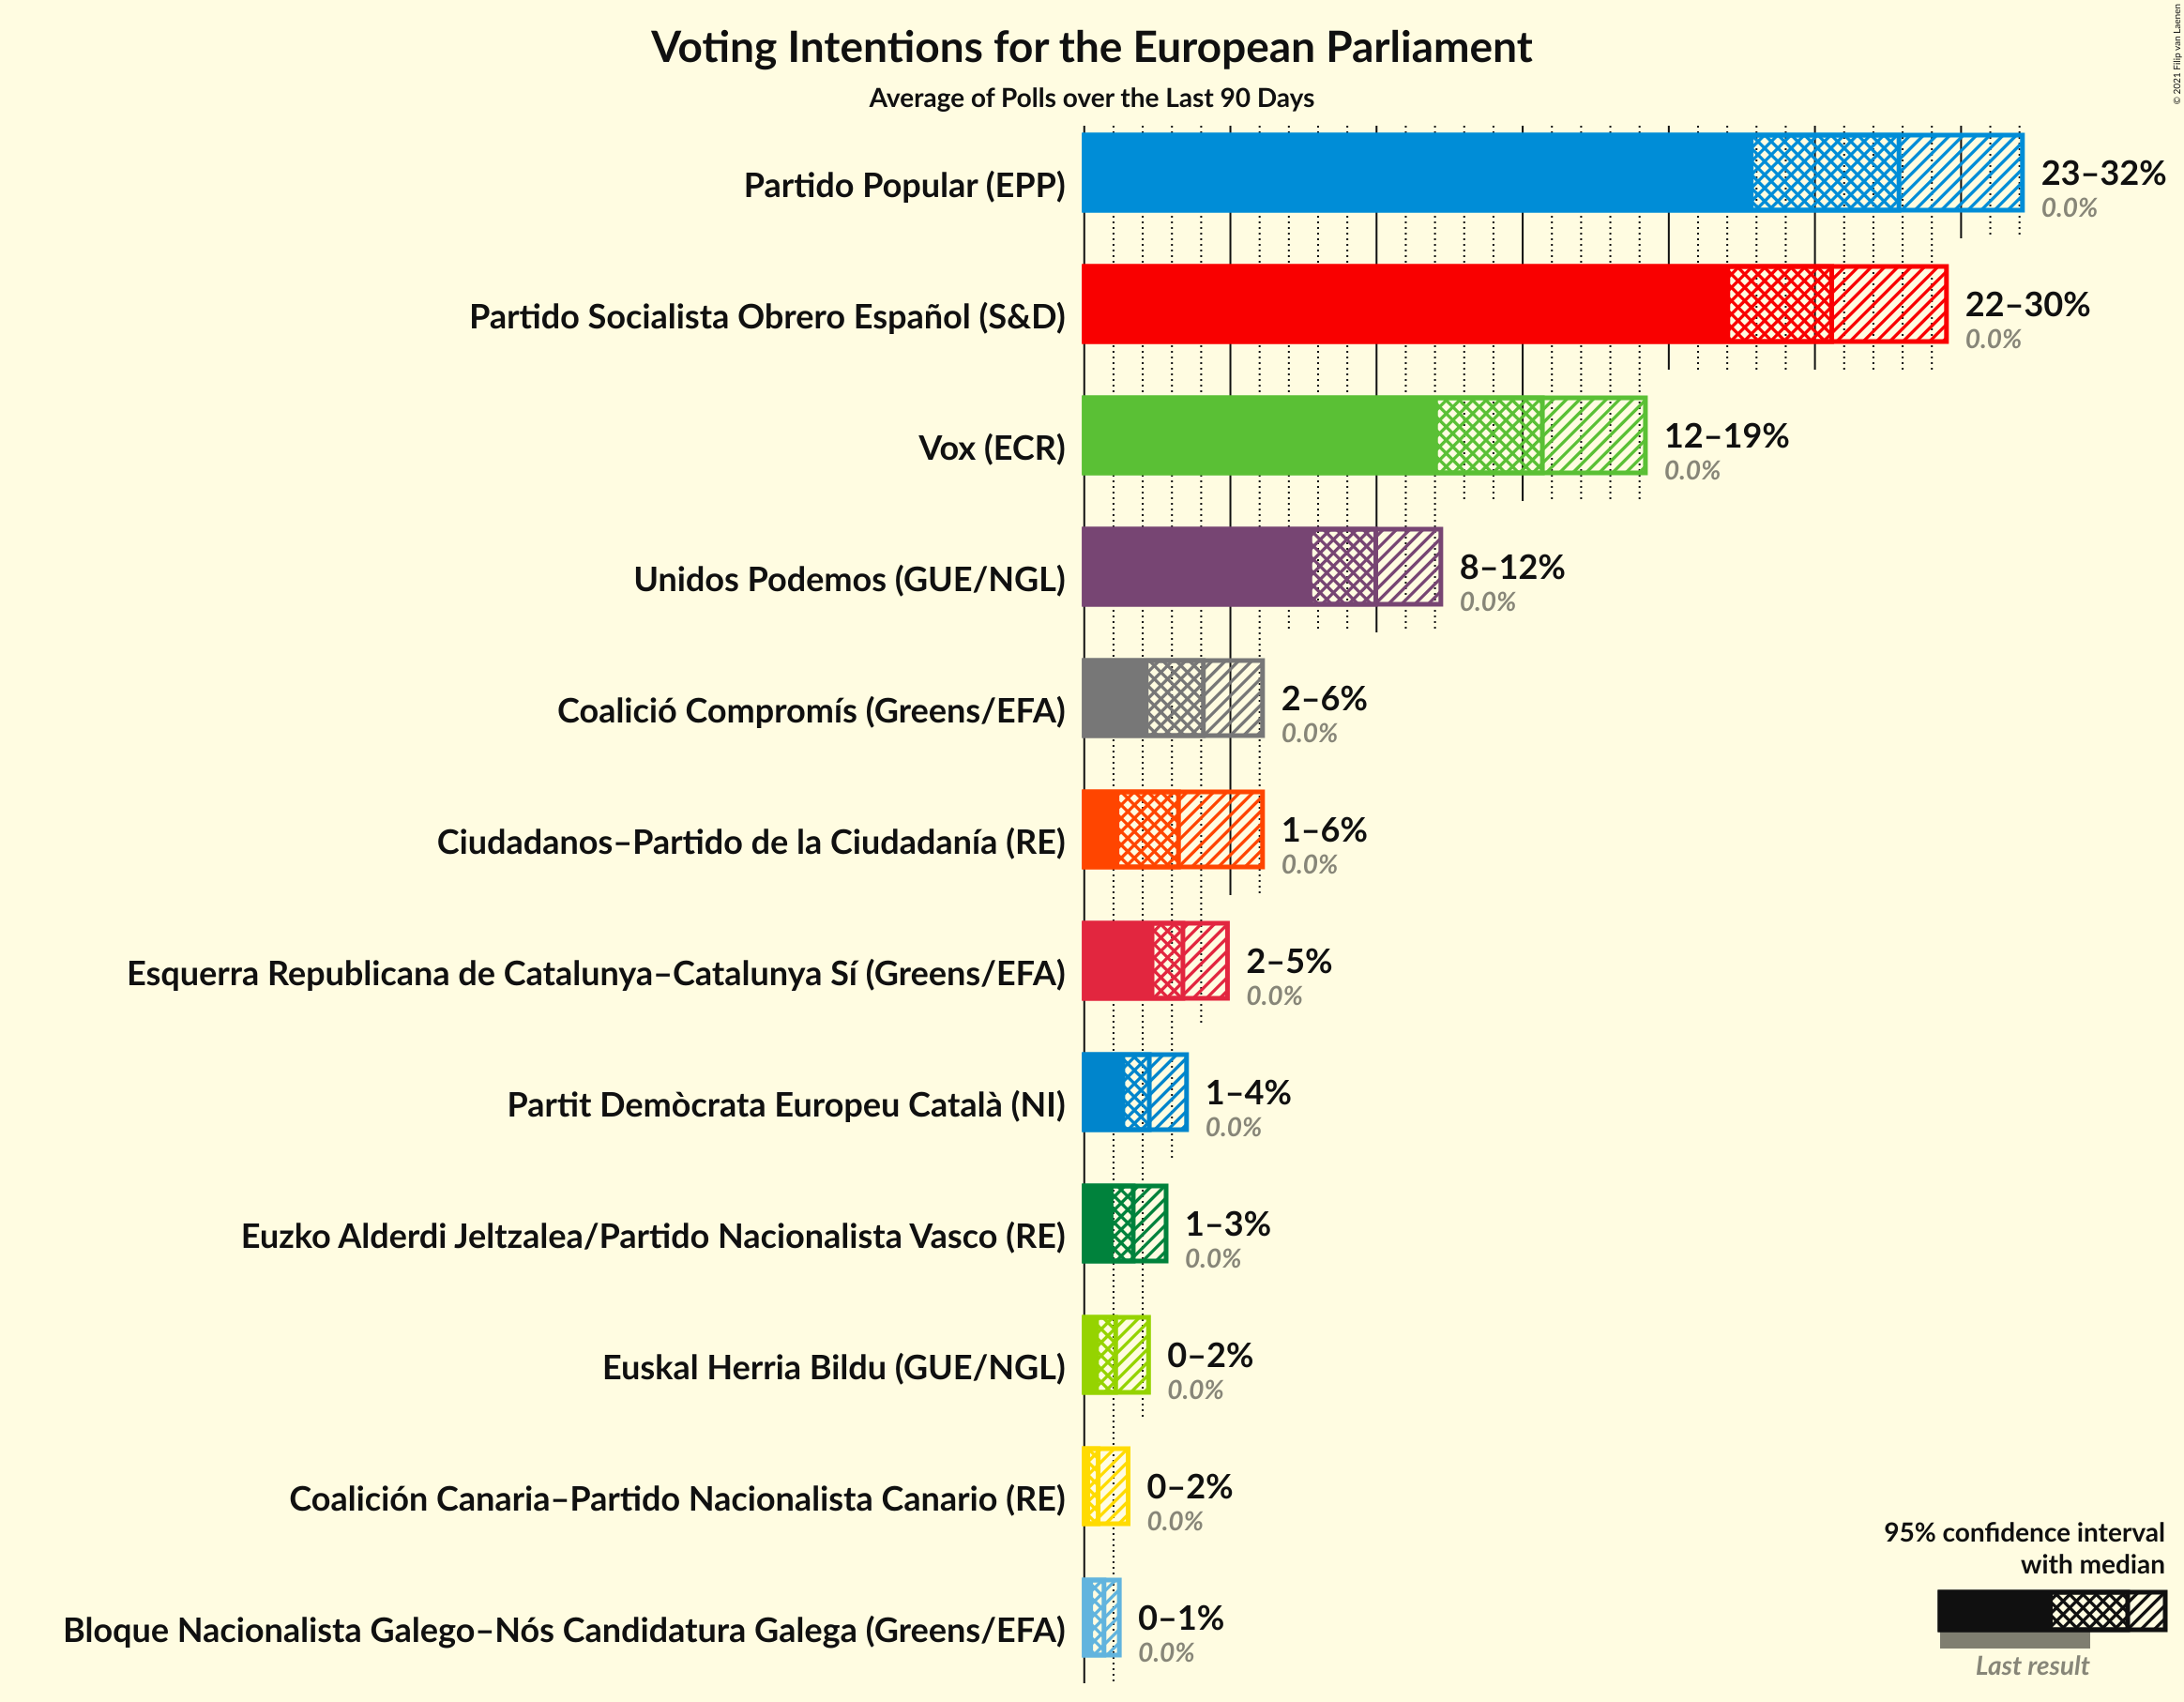 © 2021 Filip van Laenen
Voting Intentions for the European Parliament
Average of Polls over the Last 90 Days
Partido Popular (EPP)
23–32%
0.0%
Partido Socialista Obrero Español (S&D)
22–30%
0.0%
Vox (ECR)
12–19%
0.0%
Unidos Podemos (GUE/NGL)
8–12%
0.0%
Coalició Compromís (Greens/EFA)
2–6%
0.0%
Ciudadanos–Partido de la Ciudadanía (RE)
1–6%
0.0%
Esquerra Republicana de Catalunya–Catalunya Sí (Greens/EFA)
2–5%
0.0%
Partit Demòcrata Europeu Català (NI)
1–4%
0.0%
Euzko Alderdi Jeltzalea/Partido Nacionalista Vasco (RE)
1–3%
0.0%
Euskal Herria Bildu (GUE/NGL)
0–2%
0.0%
Coalición Canaria–Partido Nacionalista Canario (RE)
0–2%
0.0%
Bloque Nacionalista Galego–Nós Candidatura Galega (Greens/EFA)
0–1%
0.0%
95% confidence interval
with median
Last result